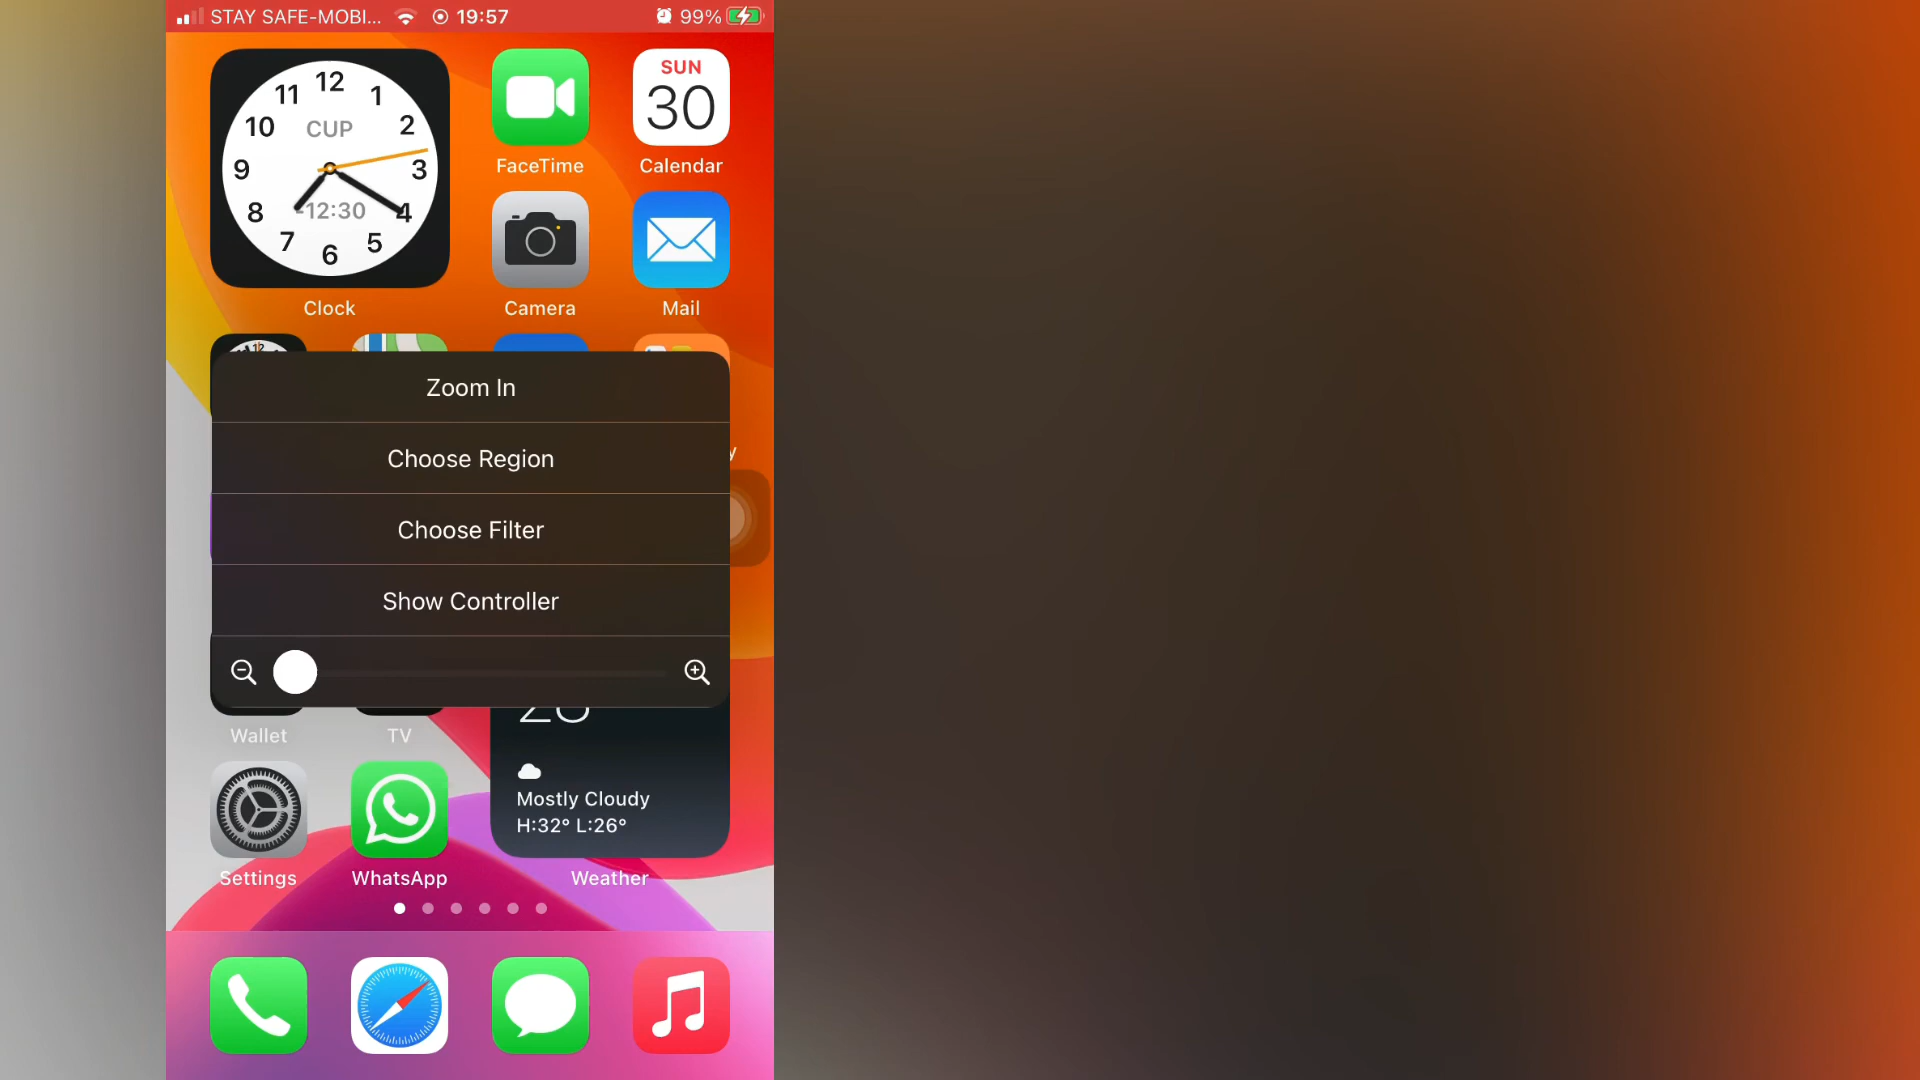 STAY SAFE-MOBI... 19:57 99%
12
11 1
10 CUP 2
9 3
8 -12:30 4
7 5
6
SUN
30
FaceTime Calendar
Clock Camera Mail
12
Zoom In
Choose Region
y
Choose Filter
Show Controller
Wallet TV
Mostly Cloudy
H:32° L:26°
Settings WhatsApp Weather